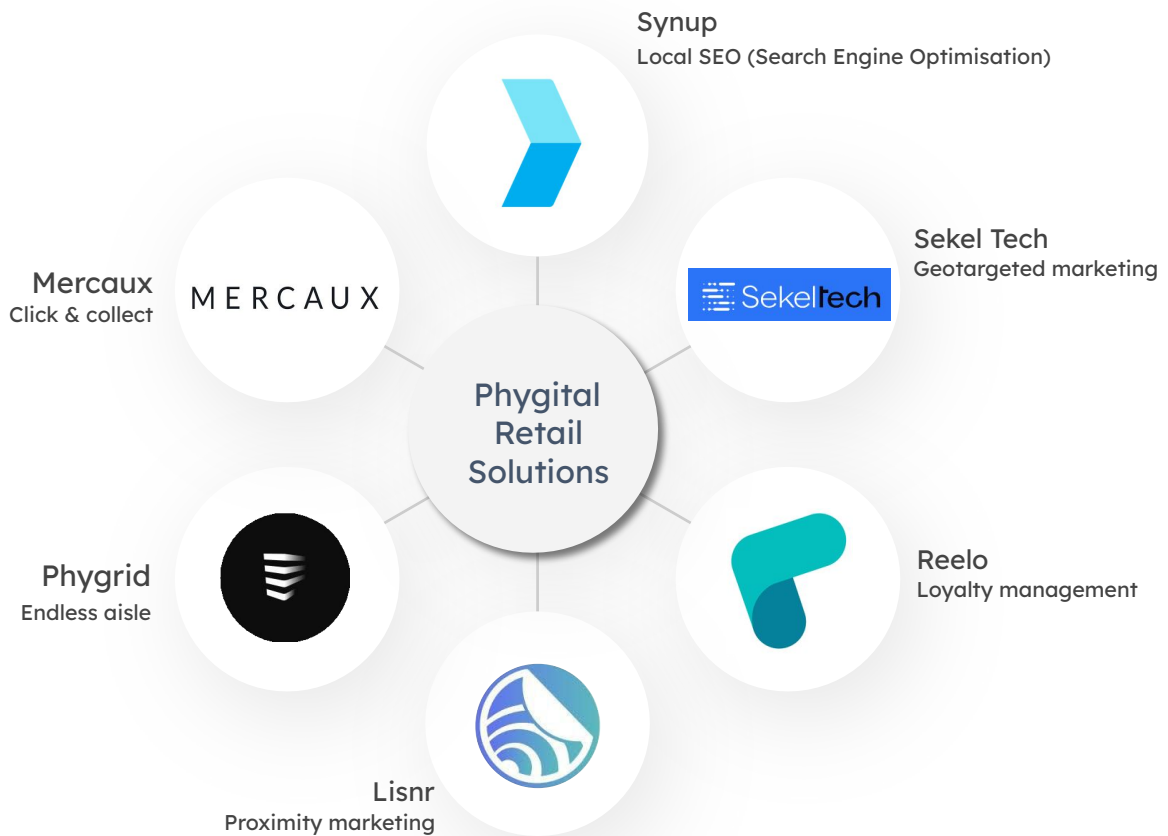 Synup
Local SEO (Search Engine Optimisation)
Sekel Tech
Geotargeted marketing
Sekeltech
Mercaux
Click & collect
MERCAUX
Phygital
Retail
Solutions
Phygrid
Endless aisle
Reelo
Loyalty management
Lisnr
Proximity marketing